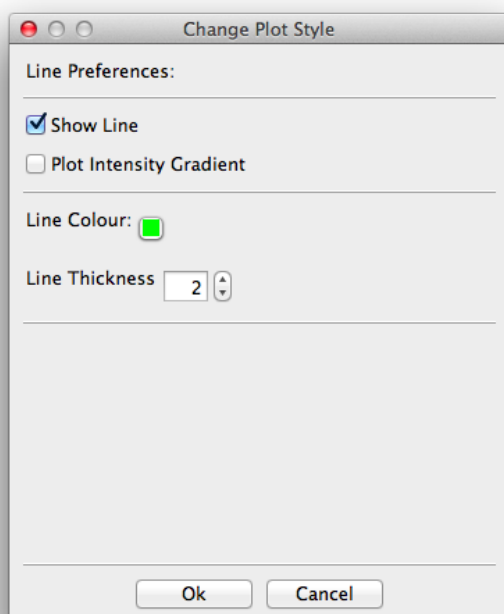 Change Plot Style
Line Preferences:
Show Line
Plot Intensity Gradient
Line Colour:
Line Thickness 2
Ok Cancel